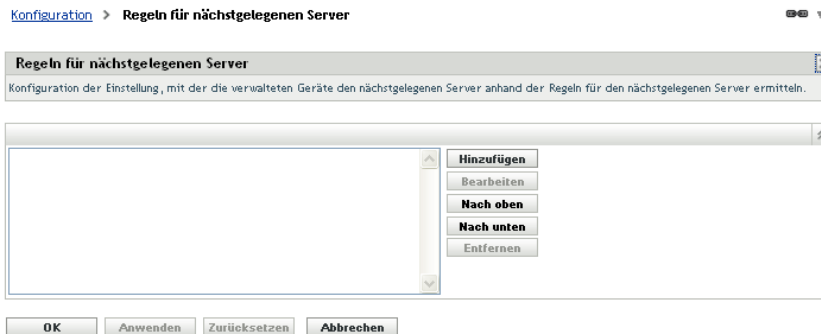 Konfiguration > Regeln für nächstgelegenen Server
Regeln für nächstgelegenen Server
Konfiguration der Einstellung, mit der die verwalteten Geräte den nächstgelegenen Server anhand der Regeln für den nächstgelegenen Server ermitteln.
Hinzufügen
Bearbeiten
Nach oben
Nach unten
Entfernen
OK Anwenden Zurücksetzen Abbrechen